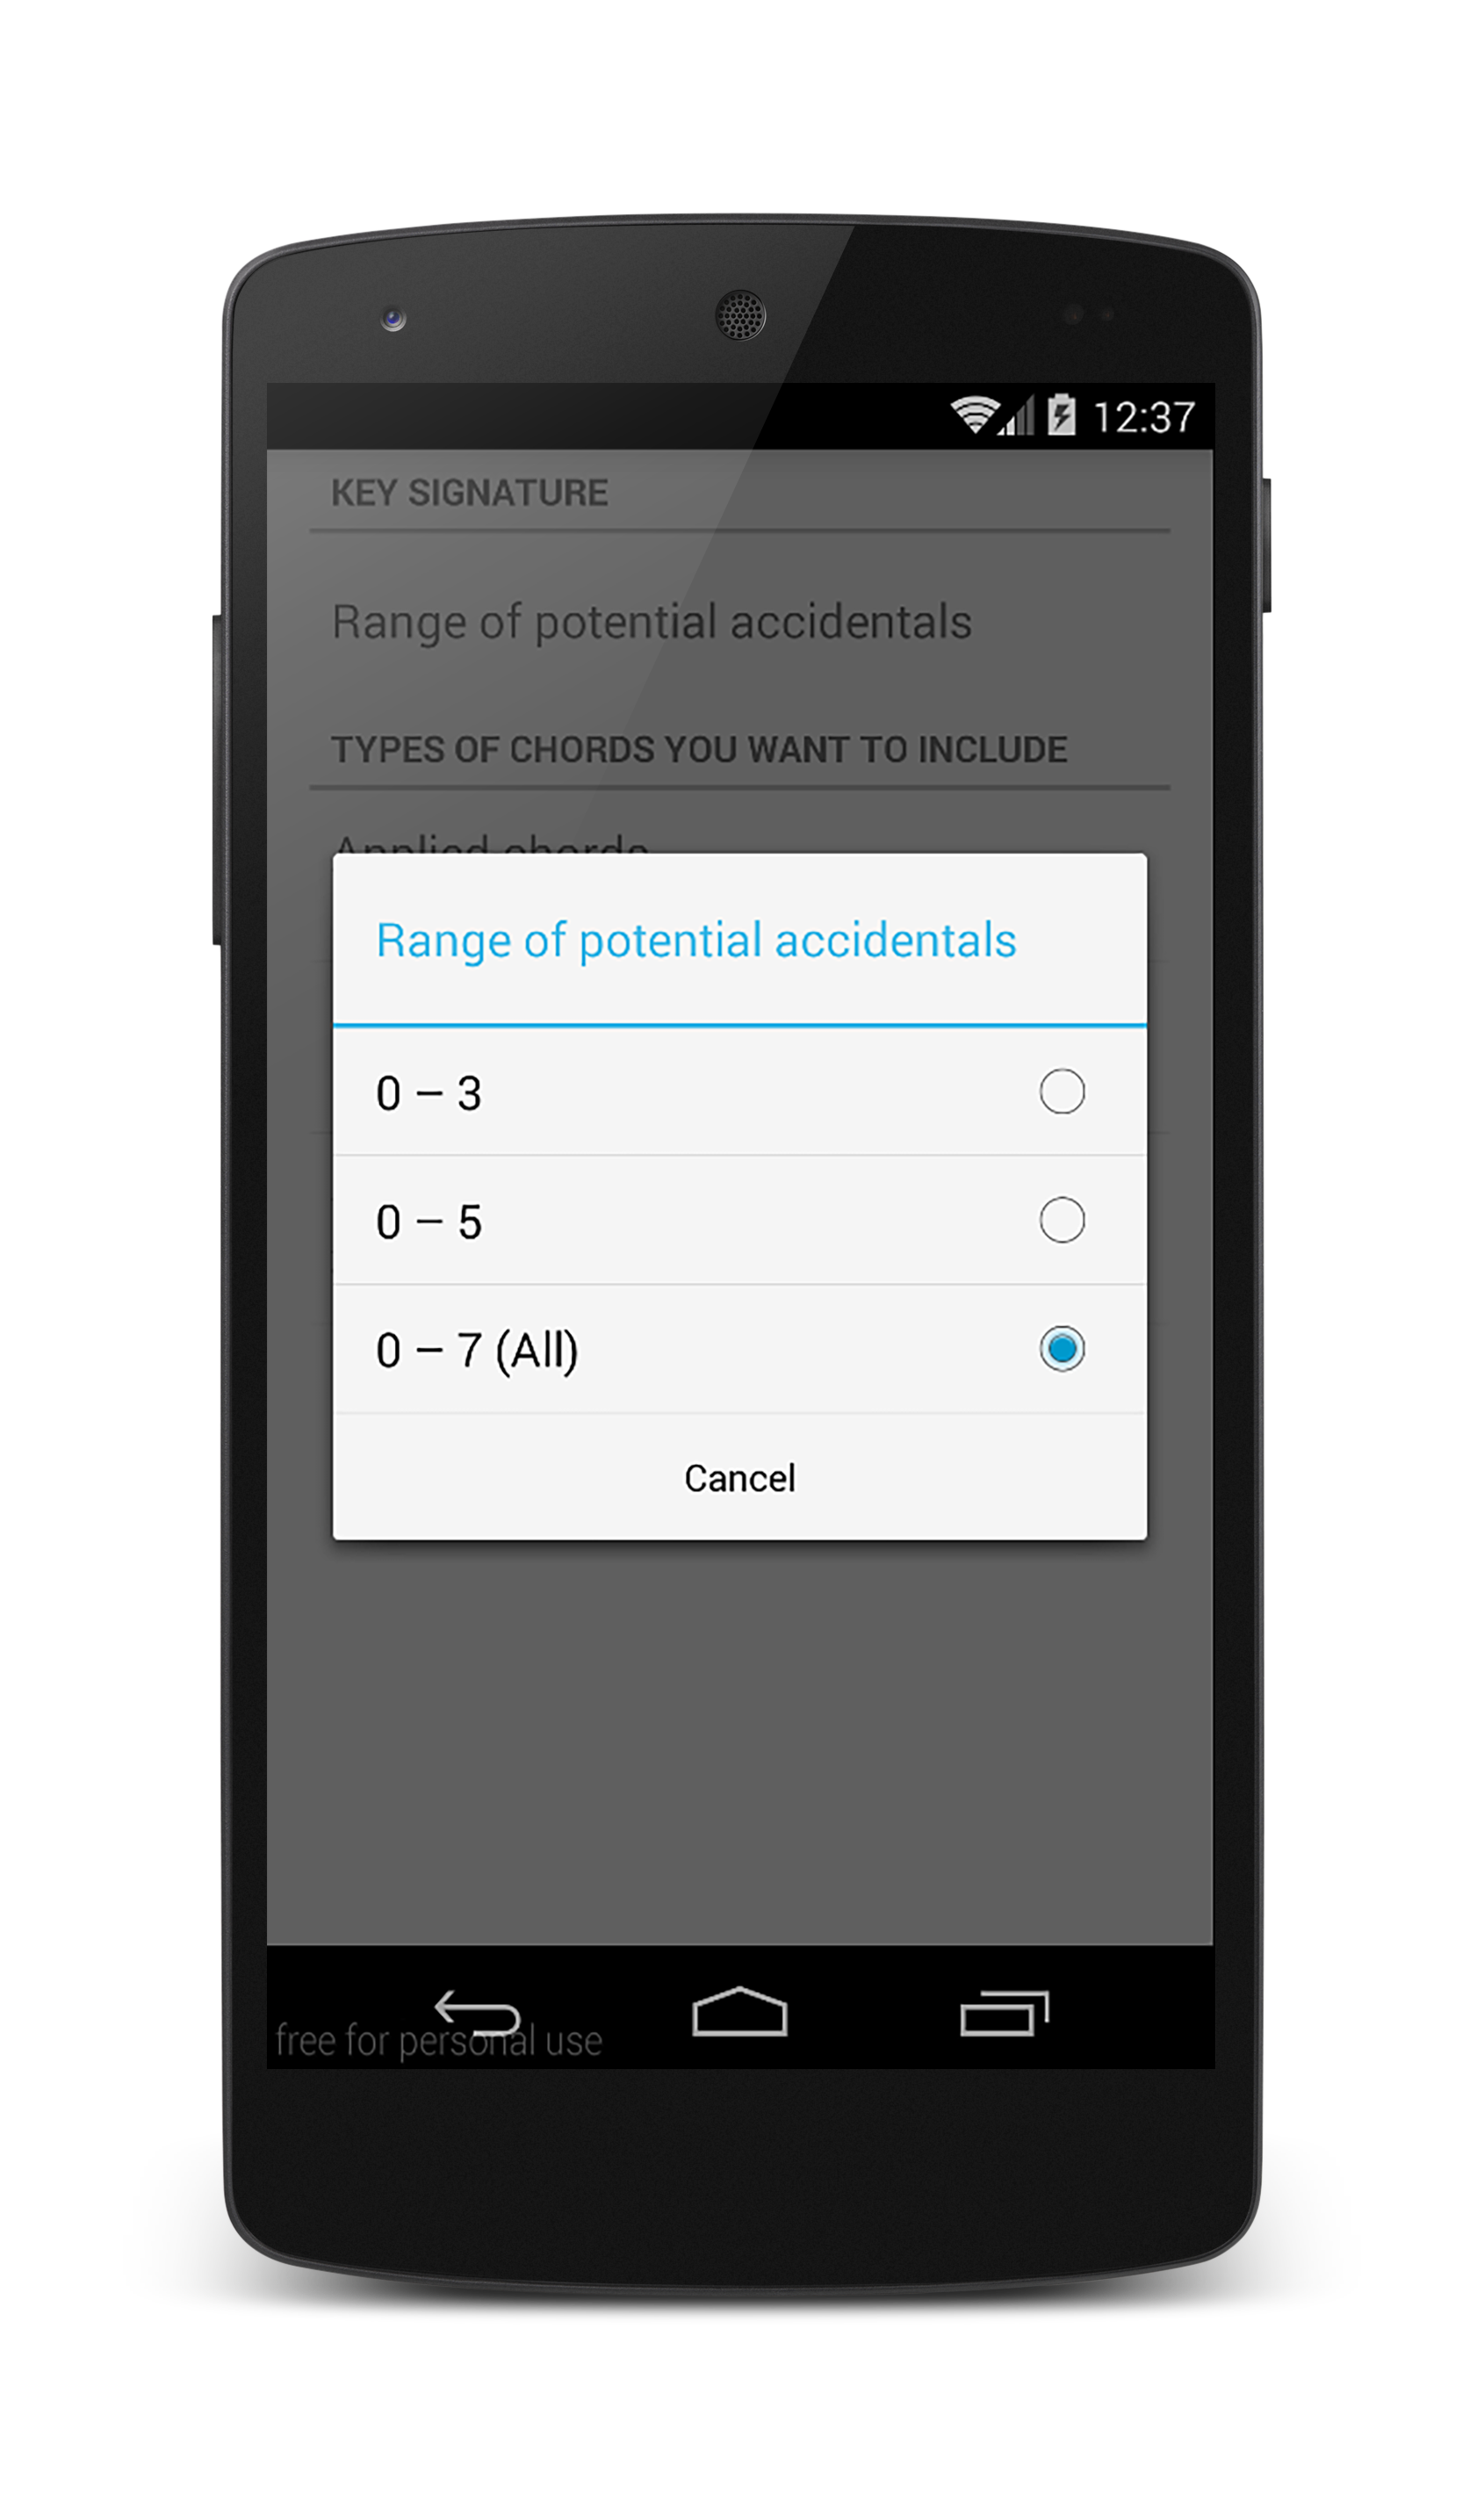 12:37
KEY SIGNATURE
Range of potential accidentals
TYPES OF CHORDS YOU WANT TO INCLUDE
Applied chords
Range of potential accidentals
0 – 3
0 – 5
0 – 7 (All)
Cancel
free for personal use